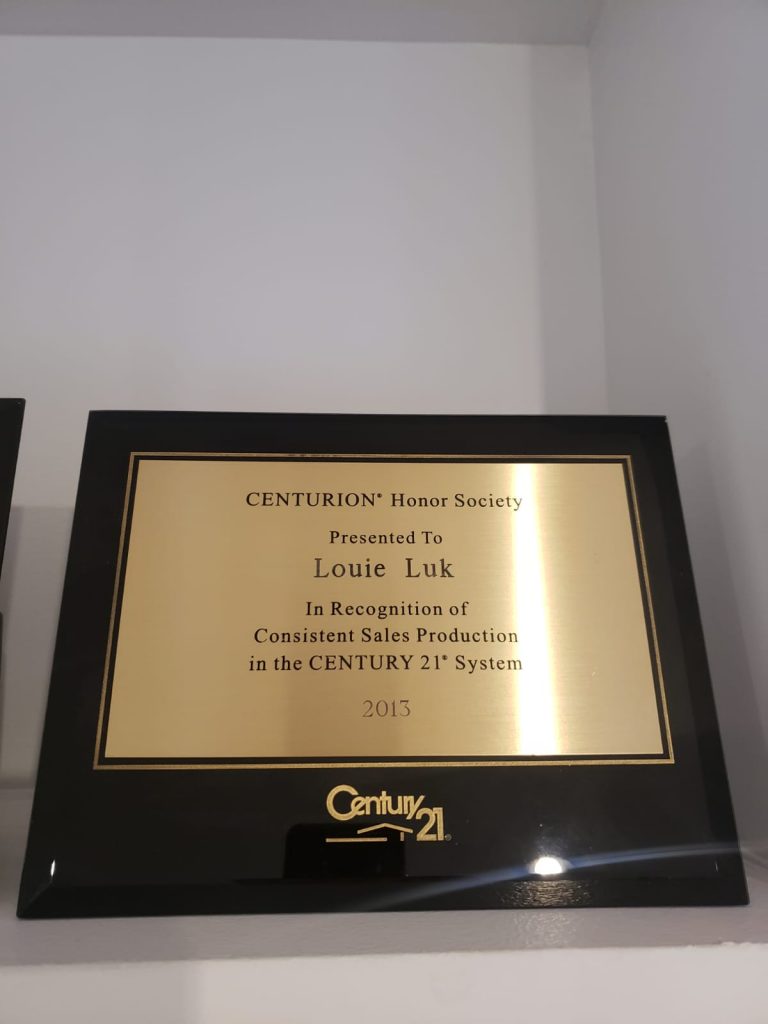 CENTURION® Honor Society
Presented To
Louie Luk
In Recognition of
Consistent Sales Production
in the CENTURY 21® System
2013
Century 21®